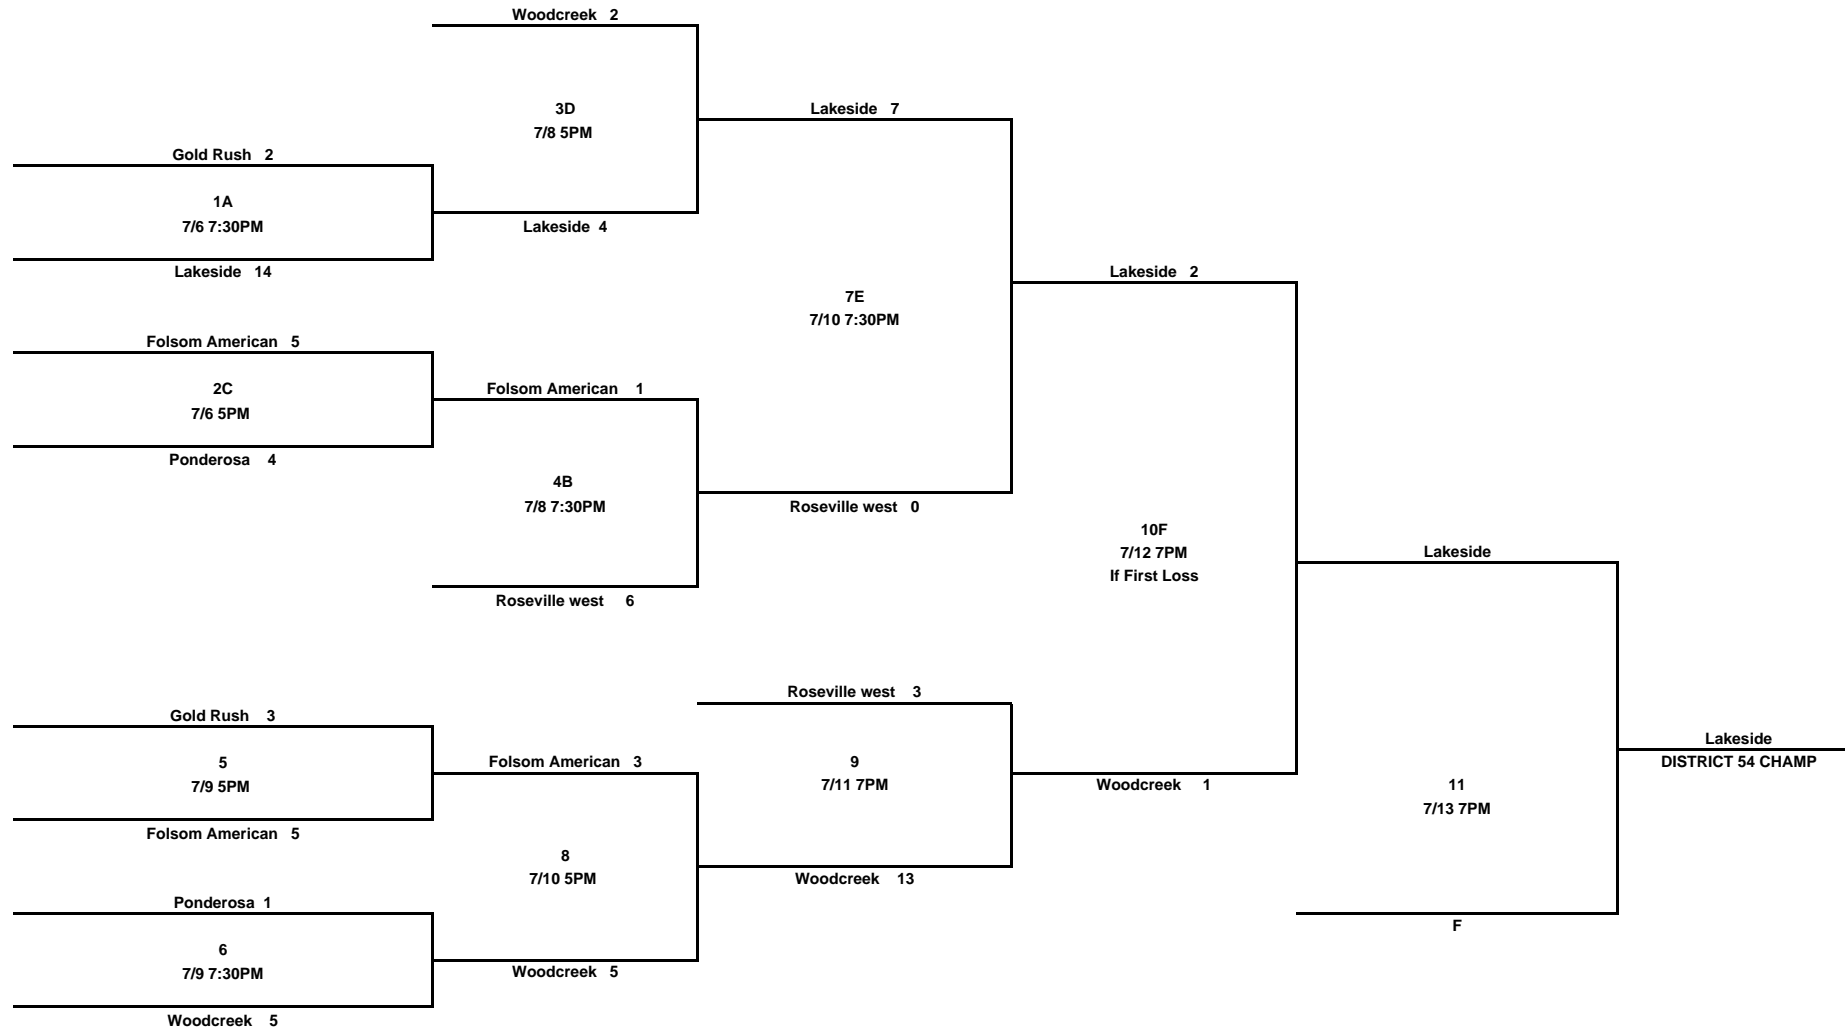 Woodcreek 2
3D
7/8 5PM
Lakeside 7
Gold Rush 2
1A
7/6 7:30PM
Lakeside 4
Lakeside 14
Lakeside 2
7E
7/10 7:30PM
Folsom American 5
2C
7/6 5PM
Folsom American 1
Ponderosa 4
4B
7/8 7:30PM
Roseville west 0
10F
7/12 7PM
If First Loss
Lakeside
Roseville west 6
Roseville west 3
Gold Rush 3
5
7/9 5PM
Folsom American 3
9
7/11 7PM
Woodcreek 1
Lakeside
DISTRICT 54 CHAMP
11
7/13 7PM
Folsom American 5
8
7/10 5PM
Woodcreek 13
Ponderosa 1
F
6
7/9 7:30PM
Woodcreek 5
Woodcreek 5